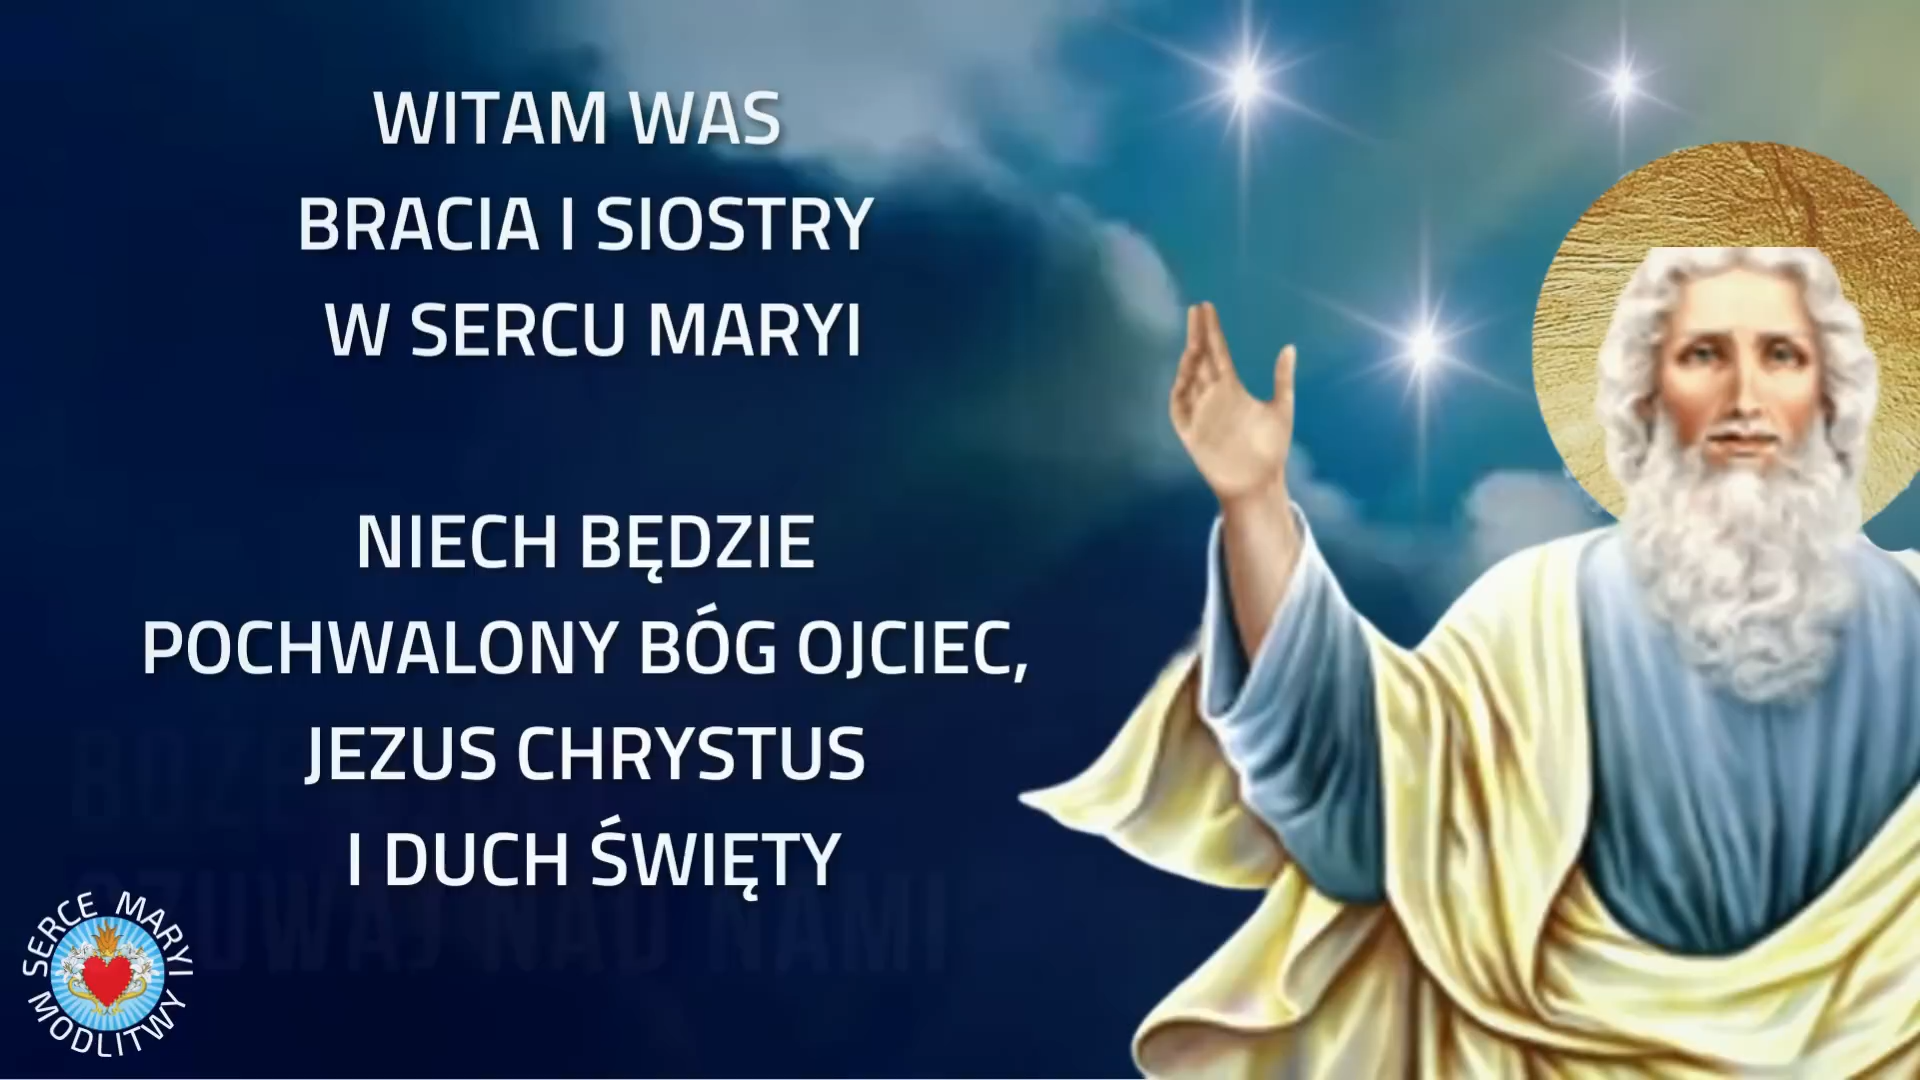 WITAM WAS
BRACIA I SIOSTRY
W SERCU MARYI
NIECH BĘDZIE
POCHWALONY BÓG OJCIEC,
JEZUS CHRYSTUS
I DUCH ŚWIĘTY
SERCE MARYI
MODLITWY